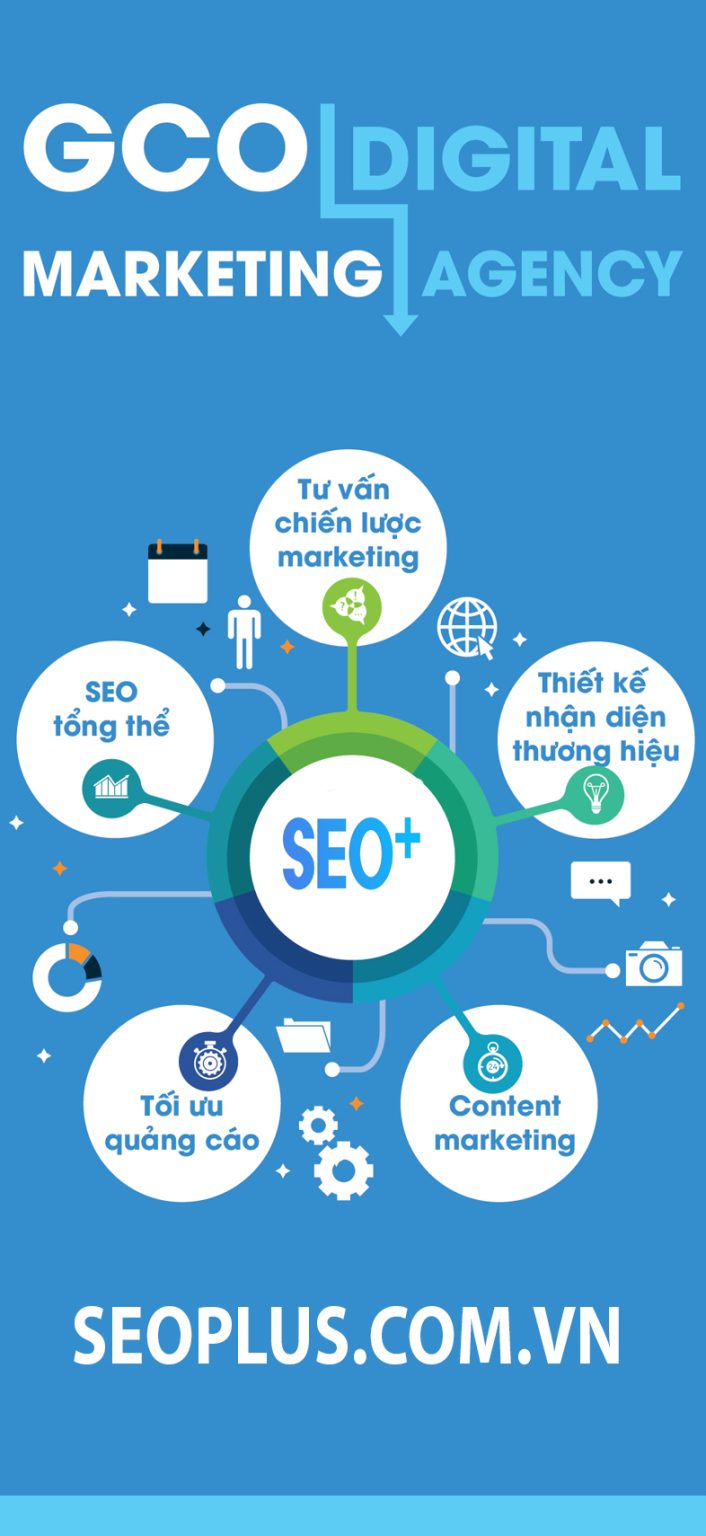 GCO DIGITAL
MARKETING AGENCY
Tư vấn
chiến lược
marketing
SEO
tổng thể
Thiết kế
nhận diện
thương hiệu
SEO+
Tối ưu
quảng cáo
24
Content
marketing
SEOPLUS.COM.VN